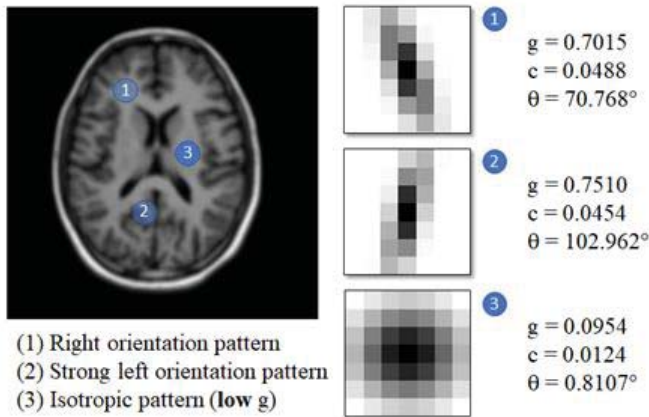 1
3
2
(1) Right orientation pattern
(2) Strong left orientation pattern
(3) Isotropic pattern (low g)
1
g = 0.7015
c = 0.0488
θ = 70.768°
2
g = 0.7510
c = 0.0454
θ = 102.962°
3
g = 0.0954
c = 0.0124
θ = 0.8107°